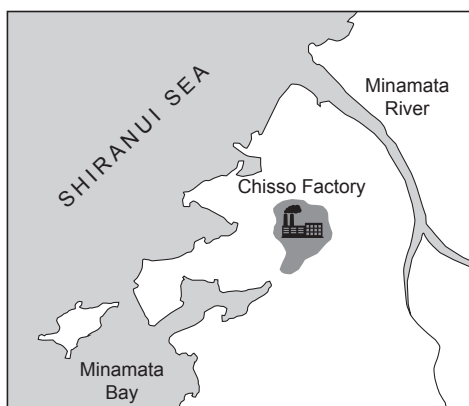 SHIRANUI SEA
Minamata
River
Chisso Factory
Minamata
Bay